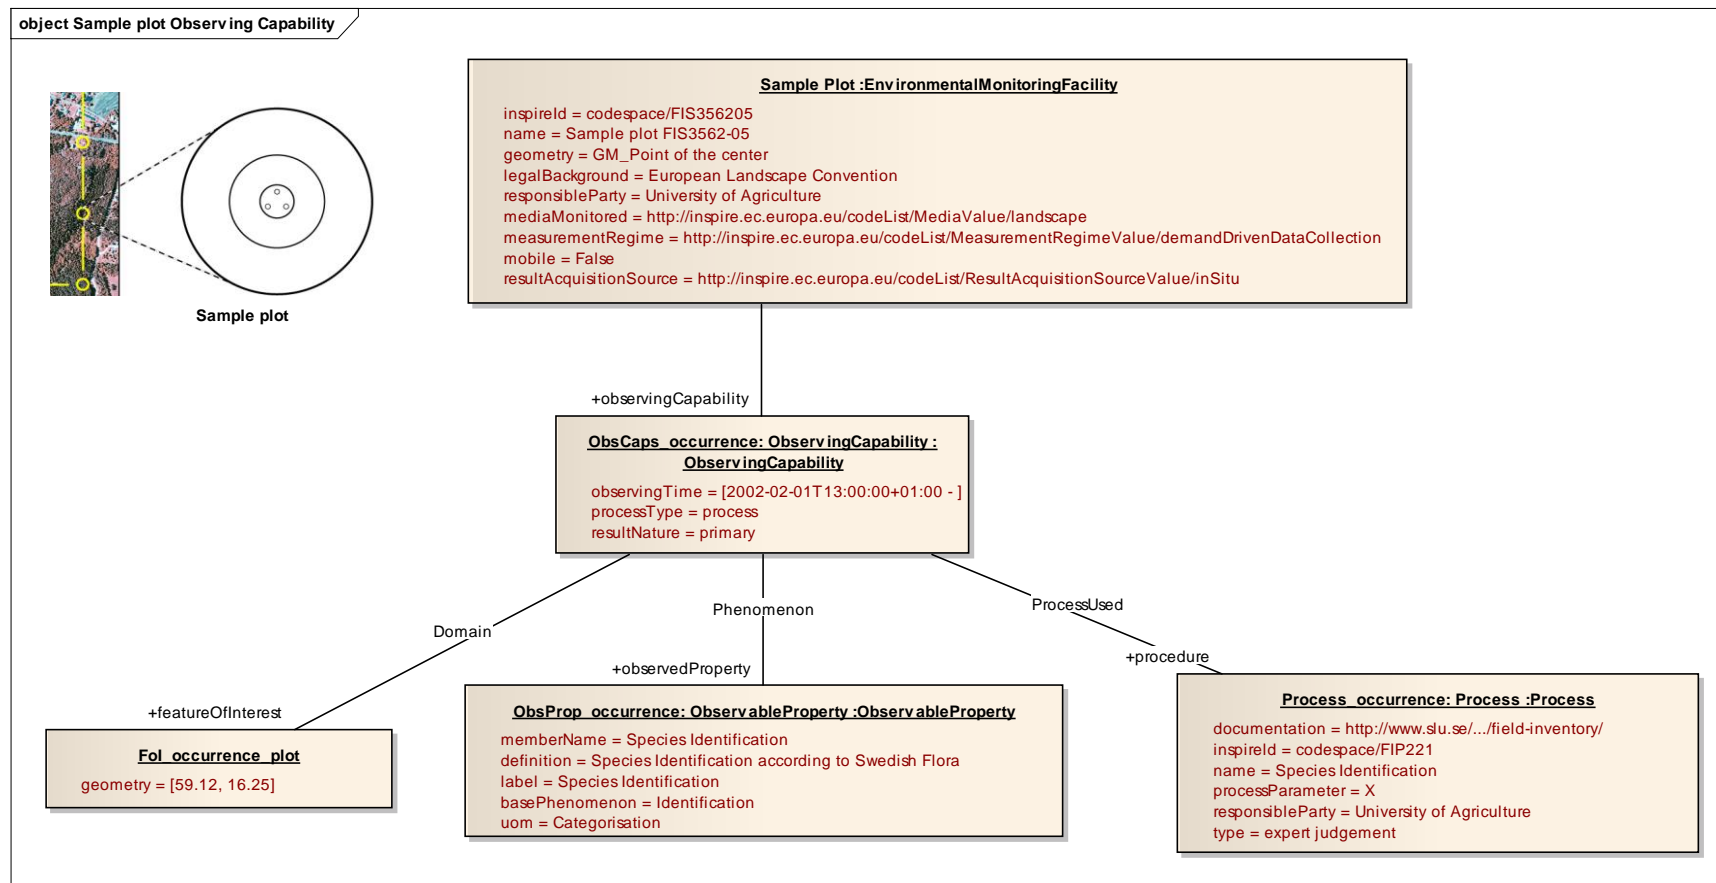 object Sample plot Observing Capability
Sample plot
Sample Plot :EnvironmentalMonitoringFacility
inspireId = codespace/FIS356205
name = Sample plot FIS3562-05
geometry = GM_Point of the center
legalBackground = European Landscape Convention
responsibleParty = University of Agriculture
mediaMonitored = http://inspire.ec.europa.eu/codeList/MediaValue/landscape
measurementRegime = http://inspire.ec.europa.eu/codeList/MeasurementRegimeValue/demandDrivenDataCollection
mobile = False
resultAcquisitionSource = http://inspire.ec.europa.eu/codeList/ResultAcquisitionSourceValue/inSitu
+observingCapability
ObsCaps_occurrence: ObservingCapability :
ObservingCapability
observingTime = [2002-02-01T13:00:00+01:00 - ]
processType = process
resultNature = primary
Domain
Phenomenon
ProcessUsed
+featureOfInterest
+observedProperty
+procedure
FoI_occurrence_plot
geometry = [59.12, 16.25]
ObsProp_occurrence: ObservableProperty :ObservableProperty
memberName = Species Identification
definition = Species Identification according to Swedish Flora
label = Species Identification
basePhenomenon = Identification
uom = Categorisation
Process_occurrence: Process :Process
documentation = http://www.slu.se/.../field-inventory/
inspireId = codespace/FIP221
name = Species Identification
processParameter = X
responsibleParty = University of Agriculture
type = expert judgement